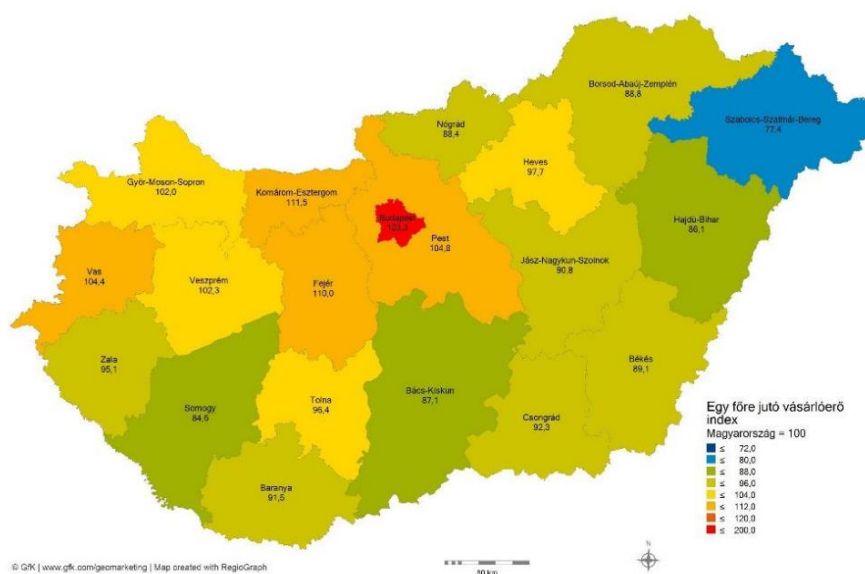 Borsod-Abaúj-Zemplén
88,8
Szabolcs-Szatmár-Bereg
77,4
Nógrád
88,4
Heves
97,7
Győr-Moson-Sopron
102,0
Komárom-Esztergom
111,5
Budapest
103,3
Pest
104,8
Hajdú-Bihar
86,1
Jász-Nagykun-Szolnok
90,8
Vas
104,4
Veszprém
102,3
Fejér
110,0
Zala
95,1
Somogy
84,6
Tolna
96,4
Bács-Kiskun
87,1
Békés
89,1
Csongrád
92,3
Baranya
91,5
Egy főre jutó vásárlóerő
index
Magyarország = 100
≤ 72,0
≤ 80,0
≤ 88,0
≤ 96,0
≤ 104,0
≤ 112,0
≤ 120,0
≤ 200,0
N
50 km
© GfK | www.gfk.com/geomarketing | Map created with RegioGraph